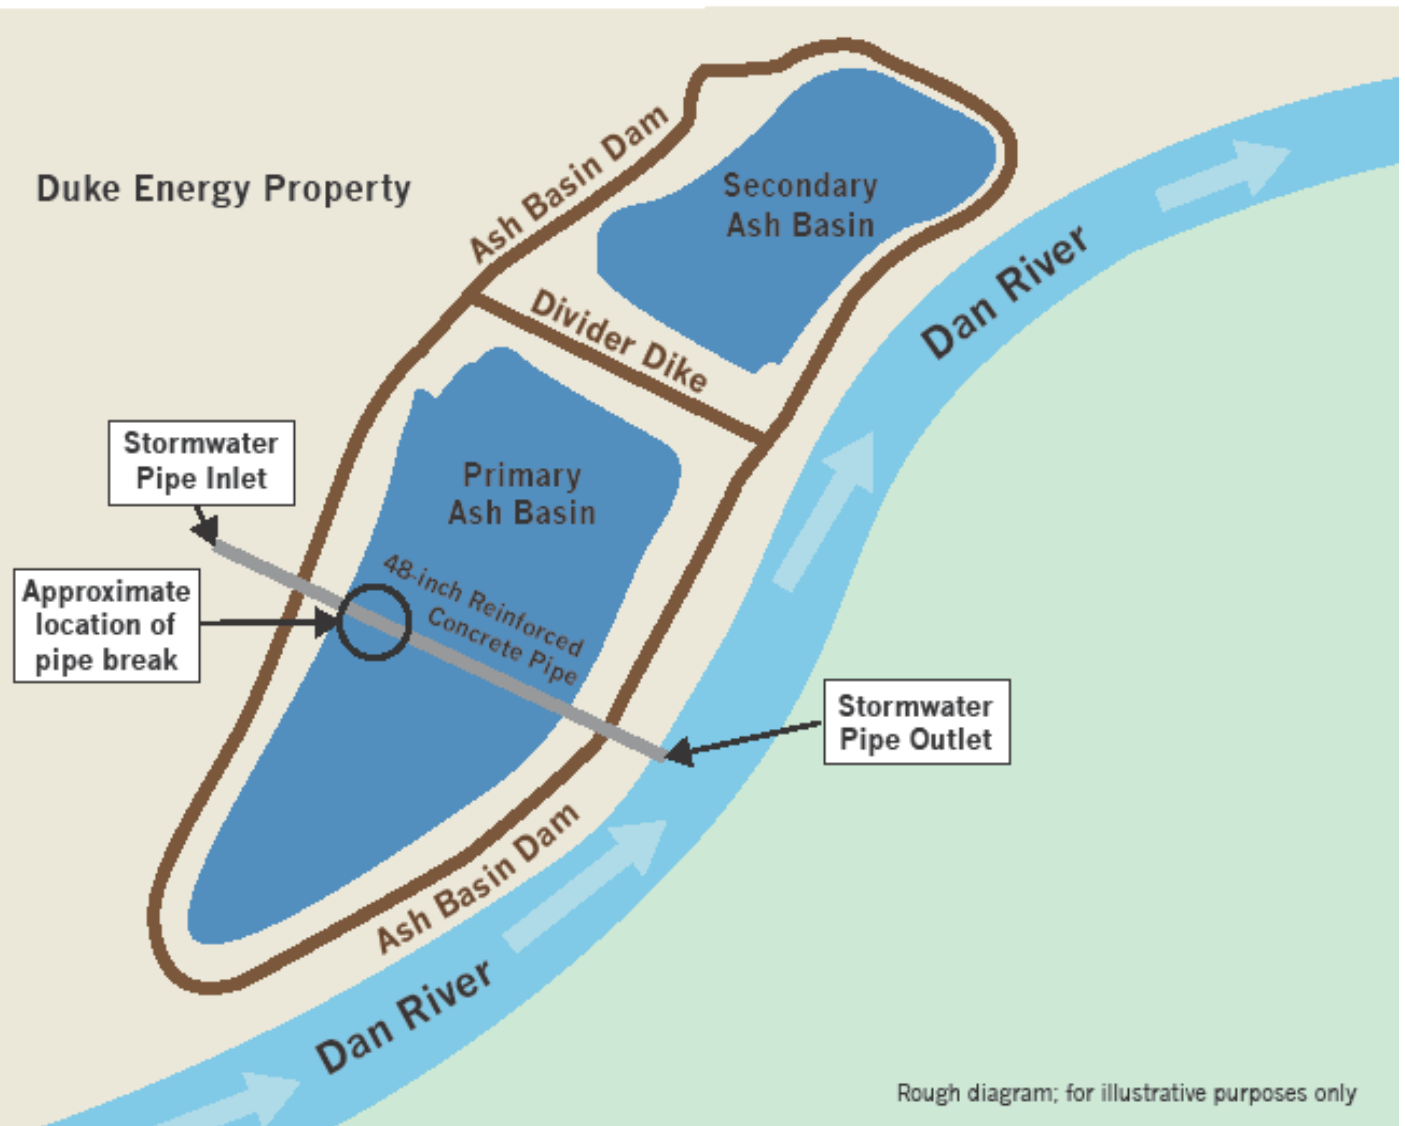 Ash Basin Dam
Duke Energy Property
Secondary
Ash Basin
Dan River
Divider Dike
Stormwater
Pipe Inlet
Primary
Ash Basin
Approximate
location of
pipe break
48-inch Reinforced
Concrete Pipe
Stormwater
Pipe Outlet
Ash Basin Dam
Dan River
Rough diagram; for illustrative purposes only